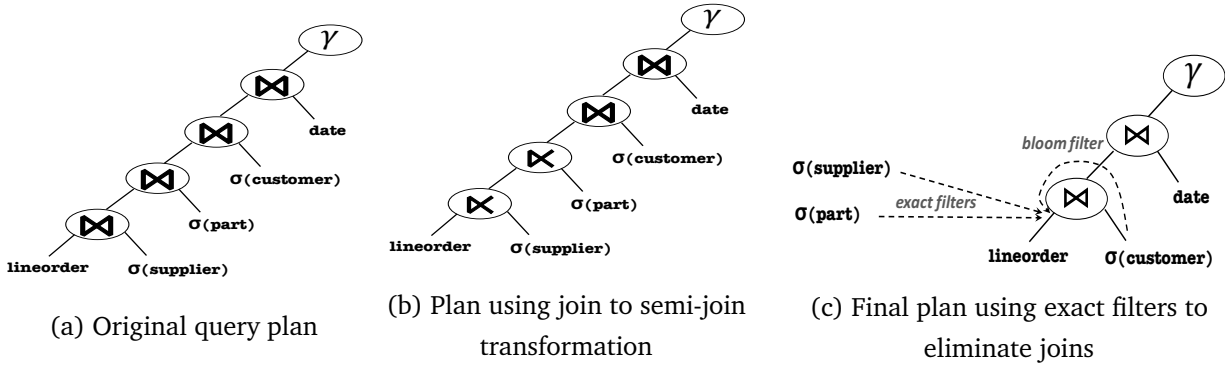 γ
⋈
date
⋈
σ(customer)
⋈
σ(part)
⋈
lineorder
σ(supplier)
(a) Original query plan
γ
⋈
date
⋈
σ(customer)
⋉
σ(part)
⋉
lineorder
σ(supplier)
(b) Plan using join to semi-join
transformation
γ
⋈
bloom filter
date
σ(supplier)
⋈
σ(part)
exact filters
lineorder
σ(customer)
(c) Final plan using exact filters to
eliminate joins